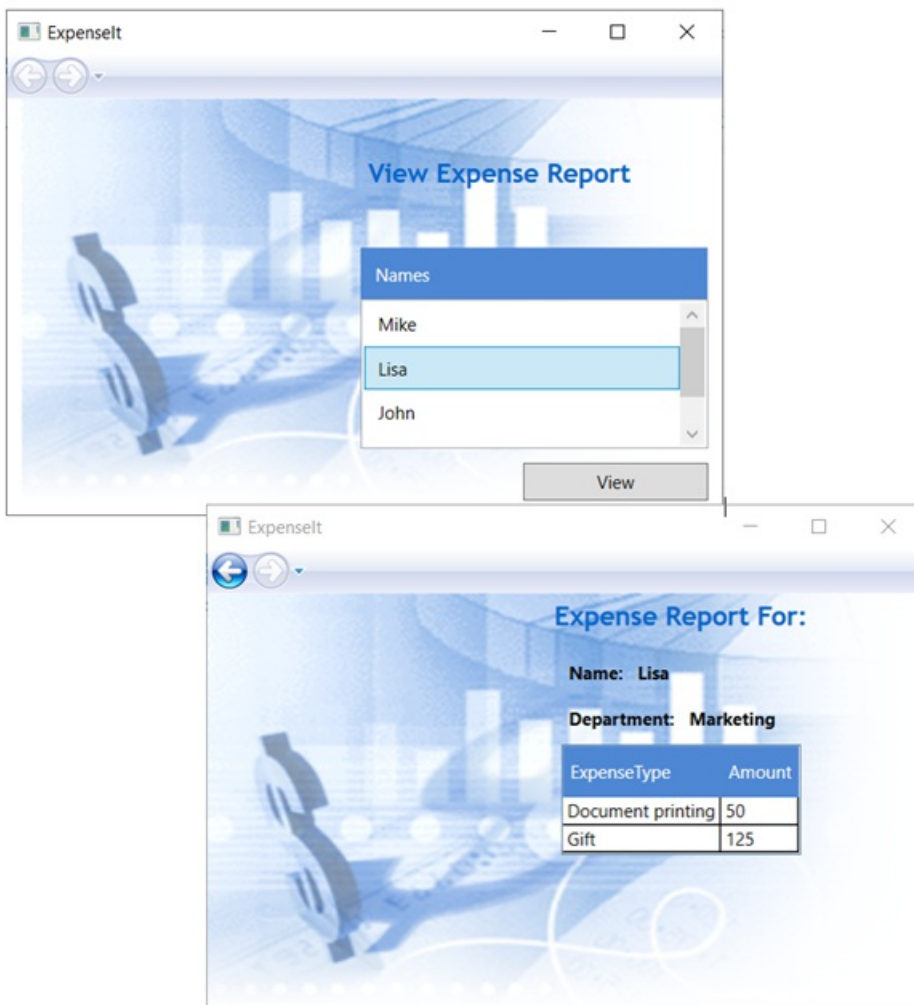 ExpenseIt
View Expense Report
Names
Mike
Lisa
John
View
ExpenseIt
Expense Report For:
Name: Lisa
Department: Marketing
ExpenseType Amount
Document printing 50
Gift 125